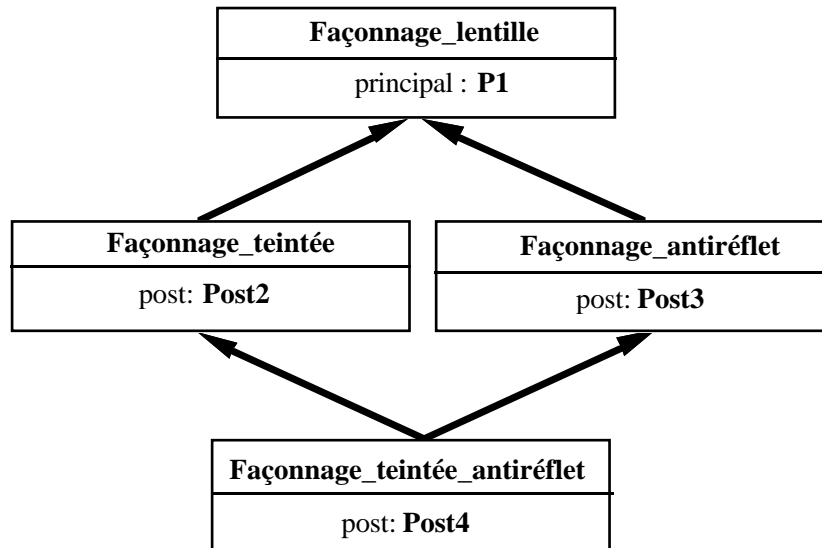 Façonnage_lentille
principal : P1
Façonnage_teintée
post: Post2
Façonnage_antiréflet
post: Post3
Façonnage_teintée_antiréflet
post: Post4